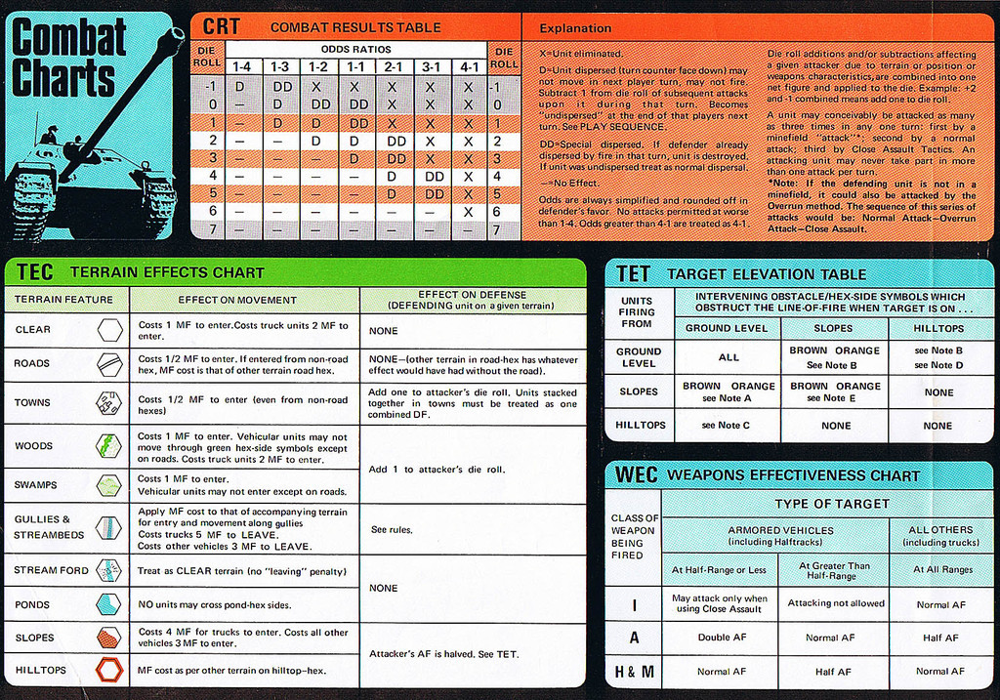 Combat
Charts
CRT COMBAT RESULTS TABLE
DIE ROLL ODDS RATIOS DIE ROLL
1-4 1-3 1-2 1-1 2-1 3-1 4-1
-1 D DD X X X X X -1
0 – D DD DD X X X 0
1 – D D DD X X X 1
2 – – D D DD X X 2
3 – – – D DD DD X 3
4 – – – – D DD X 4
5 – – – – D DD X 5
6 – – – – – – X 6
7 – – – – – – – 7
Explanation
X=Unit eliminated.
D=Unit dispersed (turn counter face down) may
not move in next player turn, may not fire.
Subtract 1 from die roll of subsequent attacks
upon it during that turn. Becomes
"undispersed" at the end of that players next
turn. See PLAY SEQUENCE.
DD=Special dispersed. If defender already
dispersed by fire in that turn, unit is destroyed.
If unit was undispersed treat as normal dispersal.
–=No Effect.
Odds are always simplified and rounded off in
defender's favor. No attacks permitted at worse
than 1-4. Odds greater than 4-1 are treated as 4-1.
Die roll additions and/or subtractions affecting
a given attacker due to terrain or position or
weapons characteristics, are combined into one
net figure and applied to the die. Example: +2
and -1 combined means add one to die roll.
A unit may conceivably be attacked as many
as three times in any one turn: first by a
minefield "attack"*; second by a normal
attack; third by Close Assault Tactics. An
attacking unit may never take part in more
than one attack per turn.
*Note: If the defending unit is not in a
minefield, it could also be attacked by the
Overrun method. The sequence of this series of
attacks would be: Normal Attack–Overrun
Attack–Close Assault.
TEC TERRAIN EFFECTS CHART
TERRAIN FEATURE EFFECT ON MOVEMENT EFFECT ON DEFENSE
(DEFENDING unit on a given terrain)
CLEAR
Costs 1 MF to enter.Costs truck units 2 MF to
enter.
NONE
ROADS
Costs 1/2 MF to enter. If entered from non-road
hex, MF cost is that of other terrain road hex.
NONE–(other terrain in road-hex has whatever
effect would have had without the road).
TOWNS
Costs 1/2 MF to enter (even from non-road
hexes)
Add one to attacker's die roll. Units stacked
together in towns must be treated as one
combined DF.
WOODS
Costs 1 MF to enter. Vehicular units may not
move through green hex-side symbols except
on roads. Costs truck units 2 MF to enter.
Add 1 to attacker's die roll.
SWAMPS
Costs 1 MF to enter.
Vehicular units may not enter except on roads.
GULLIES &
STREAMBEDS
Apply MF cost to that of accompanying terrain
for entry and movement along gullies
Costs trucks 5 MF to LEAVE.
Costs other vehicles 3 MF to LEAVE.
See rules.
STREAM FORD
Treat as CLEAR terrain (no "leaving" penalty)
NONE
PONDS
NO units may cross pond-hex sides.
SLOPES
Costs 4 MF for trucks to enter. Costs all other
vehicles 3 MF to enter.
Attacker's AF is halved. See TET.
HILLTOPS
MF cost as per other terrain on hilltop–hex.
TET TARGET ELEVATION TABLE
UNITS
FIRING
FROM
INTERVENING OBSTACLE/HEX-SIDE SYMBOLS WHICH
OBSTRUCT THE LINE-OF-FIRE WHEN TARGET IS ON . . .
GROUND LEVEL SLOPES HILLTOPS
GROUND
LEVEL
ALL
BROWN ORANGE
See Note B
see Note B
see Note D
SLOPES
BROWN ORANGE
see Note A
BROWN ORANGE
see Note E
NONE
HILLTOPS see Note C NONE NONE
WEC WEAPONS EFFECTIVENESS CHART
CLASS OF
WEAPON
BEING
FIRED
TYPE OF TARGET
ARMORED VEHICLES
(including Halftracks)
ALL OTHERS
(including trucks)
At Half-Range or Less
At Greater Than
Half-Range
At All Ranges
I
May attack only when
using Close Assault
Attacking not allowed
Normal AF
A Double AF Normal AF Half AF
H & M Normal AF Half AF Normal AF